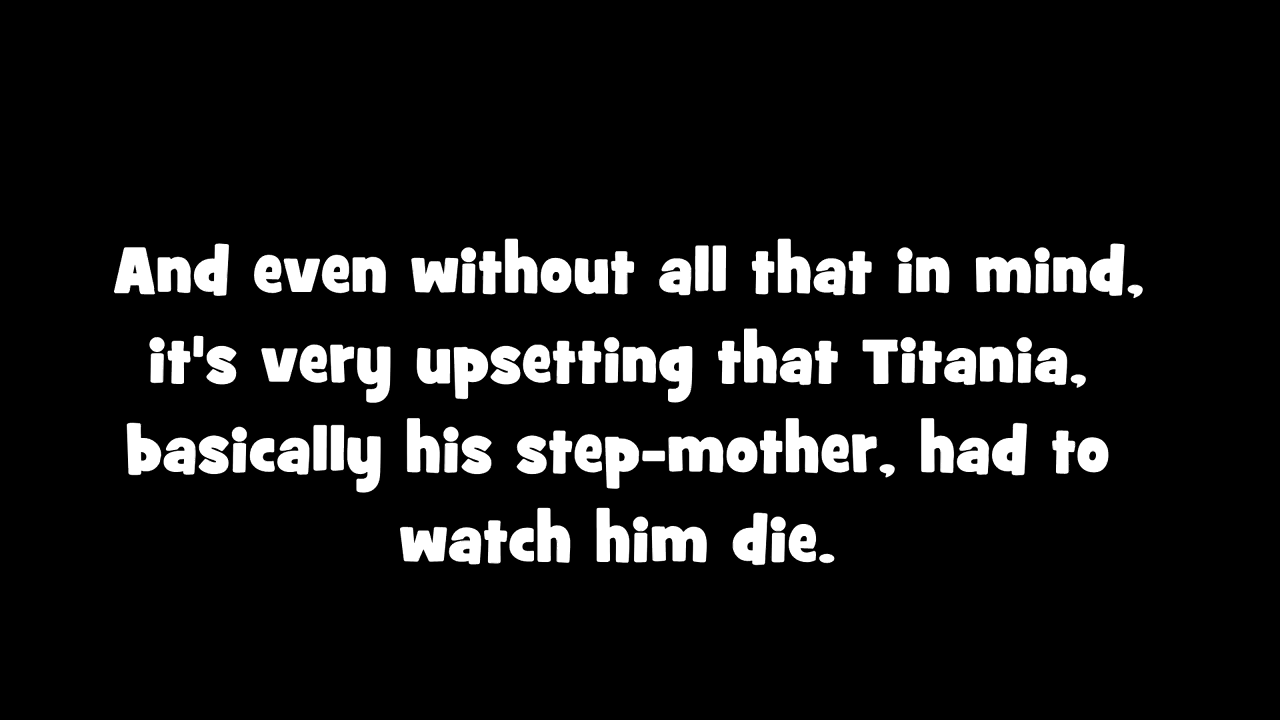 And even without all that in mind,
it's very upsetting that Titania,
basically his step-mother, had to
watch him die.